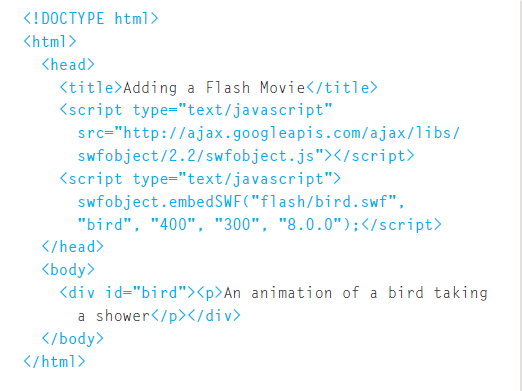 <!DOCTYPE html>
<html>
<head>
<title>Adding a Flash Movie</title>
<script type="text/javascript"
src="http://ajax.googleapis.com/ajax/libs/
swfobject/2.2/swfobject.js"></script>
<script type="text/javascript">
swfobject.embedSWF("flash/bird.swf",
"bird", "400", "300", "8.0.0");</script>
</head>
<body>
<div id="bird"><p>An animation of a bird taking
a shower</p></div>
</body>
</html>